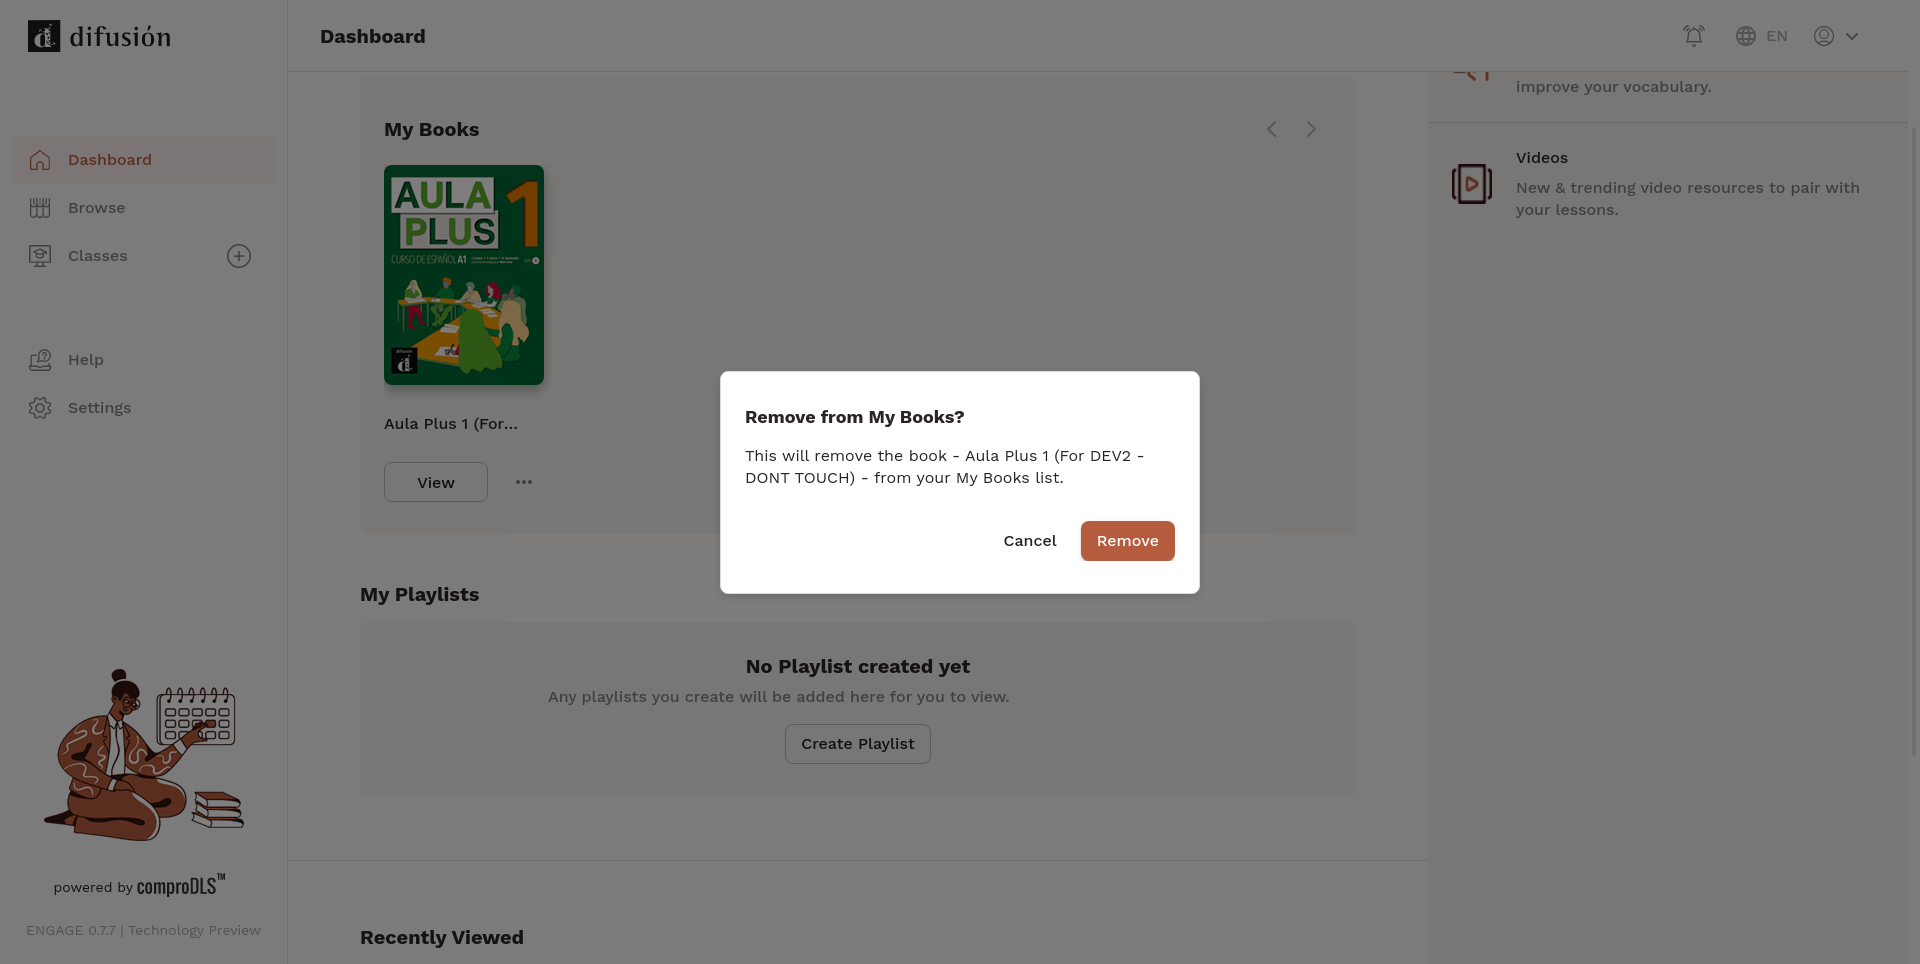 difusión
Dashboard
EN
Dashboard
Browse
Classes
Help
Settings
powered by comproDLS™
ENGAGE 0.7.7 | Technology Preview
My Books
AULA
PLUS 1
CURSO DE ESPAÑOL A1
difusión
Aula Plus 1 (For...
View
Remove from My Books?
This will remove the book - Aula Plus 1 (For DEV2 -
DONT TOUCH) - from your My Books list.
Cancel
Remove
My Playlists
No Playlist created yet
Any playlists you create will be added here for you to view.
Create Playlist
Recently Viewed
improve your vocabulary.
Videos
New & trending video resources to pair with
your lessons.